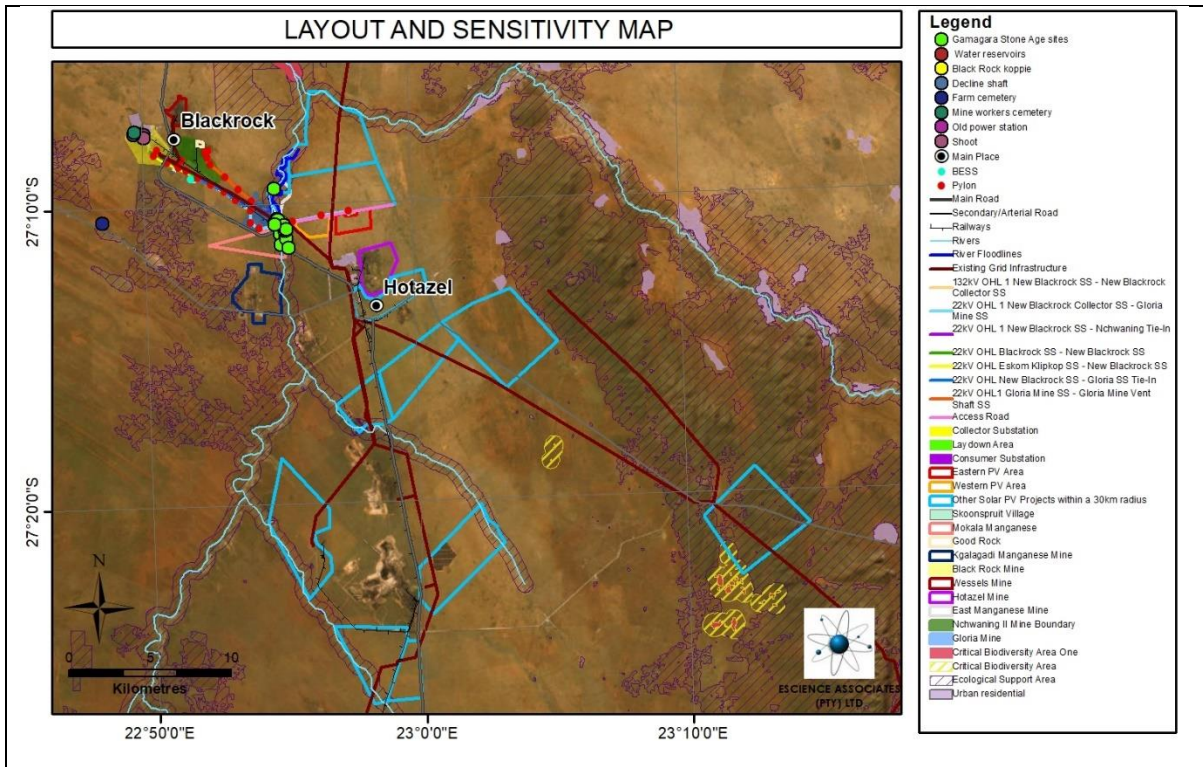 LAYOUT AND SENSITIVITY MAP
Blackrock
Hotazel
27°10'0"S
27°20'0"S
22°50'0"E
23°0'0"E
23°10'0"E
N
0 5 10
Kilometres
ESCIENCE ASSOCIATES
(PTY) LTD
Legend
Gamagara Stone Age sites
Water reservoirs
Black Rock koppie
Decline shaft
Farm cemetery
Mine workers cemetery
Old power station
Shoot
Main Place
BESS
Pylon
Main Road
Secondary/Arterial Road
Railways
Rivers
River Floodlines
Existing Grid Infrastructure
132kV OHL 1 New Blackrock SS - New Blackrock
Collector SS
22kV OHL 1 New Blackrock Collector SS - Gloria
Mine SS
22kV OHL 1 New Blackrock SS - Nchwaning Tie-In
22kV OHL Blackrock SS - New Blackrock SS
22kV OHL Eskom Klipkop SS - New Blackrock SS
22kV OHL New Blackrock SS - Gloria SS Tie-In
22kV OHL1 Gloria Mine SS - Gloria Mine Vent
Shaft SS
Access Road
Collector Substation
Laydown Area
Consumer Substation
Eastern PV Area
Western PV Area
Other Solar PV Projects within a 30km radius
Skoonspruit Village
Mokala Manganese
Good Rock
Kgalagadi Manganese Mine
Black Rock Mine
Wessels Mine
Hotazel Mine
East Manganese Mine
Nchwaning II Mine Boundary
Gloria Mine
Critical Biodiversity Area One
Critical Biodiversity Area
Ecological Support Area
Urban residential